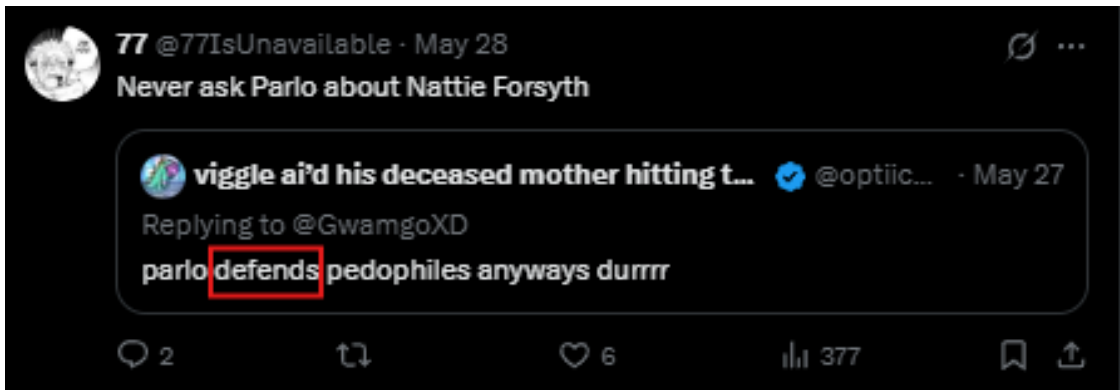 77 @77IsUnavailable · May 28
Never ask Parlo about Nattie Forsyth
viggle ai'd his deceased mother hitting t... @optiic... · May 27
Replying to @GwamgoXD
parlo defends pedophiles anyways durrrr
2 6 377